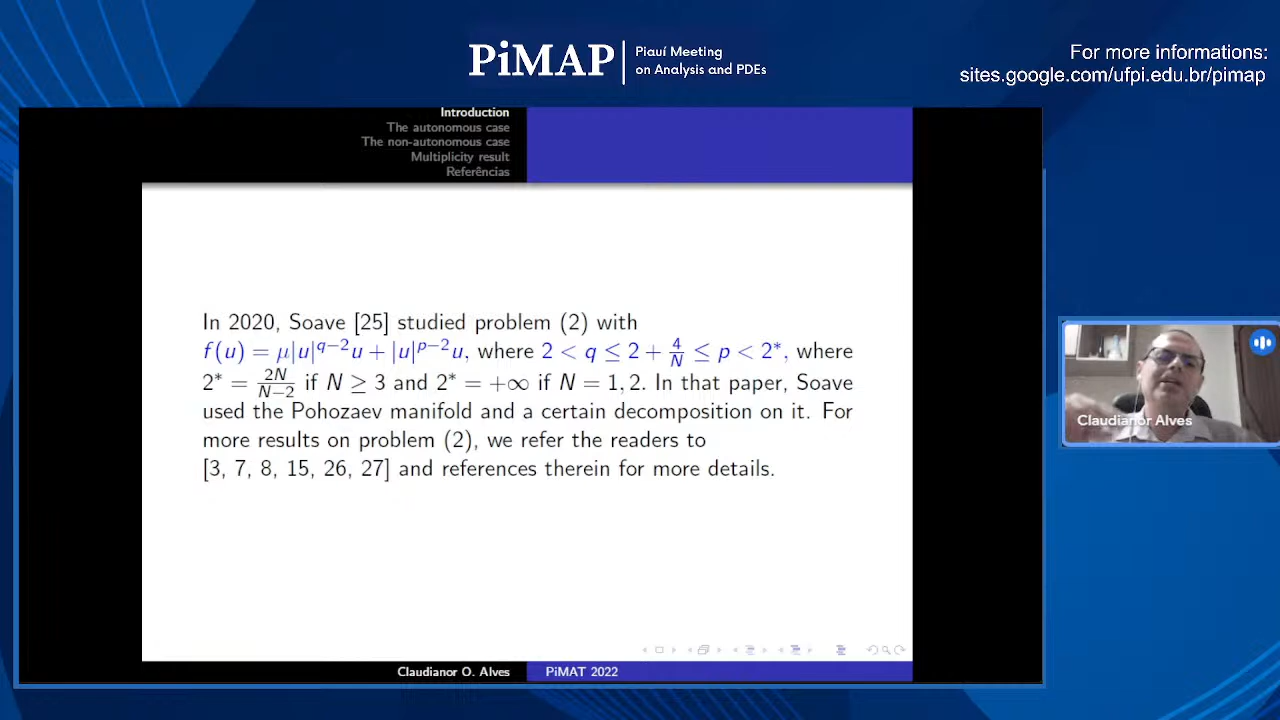 PiMAP
Piauí Meeting
on Analysis and PDEs
For more informations:
sites.google.com/ufpi.edu.br/pimap
Introduction
The autonomous case
The non-autonomous case
Multiplicity result
Referências
In 2020, Soave [25] studied problem (2) with
f(u) = μ|u|^{q−2}u + |u|^{p−2}u, where 2 < q ≤ 2 + \frac{4}{N} ≤ p < 2^*, where
2^* = \frac{2N}{N−2} if N ≥ 3 and 2^* = +∞ if N = 1, 2. In that paper, Soave
used the Pohozaev manifold and a certain decomposition on it. For
more results on problem (2), we refer the readers to
[3, 7, 8, 15, 26, 27] and references therein for more details.
Claudianor Alves
Claudianor O. Alves
PiMAT 2022